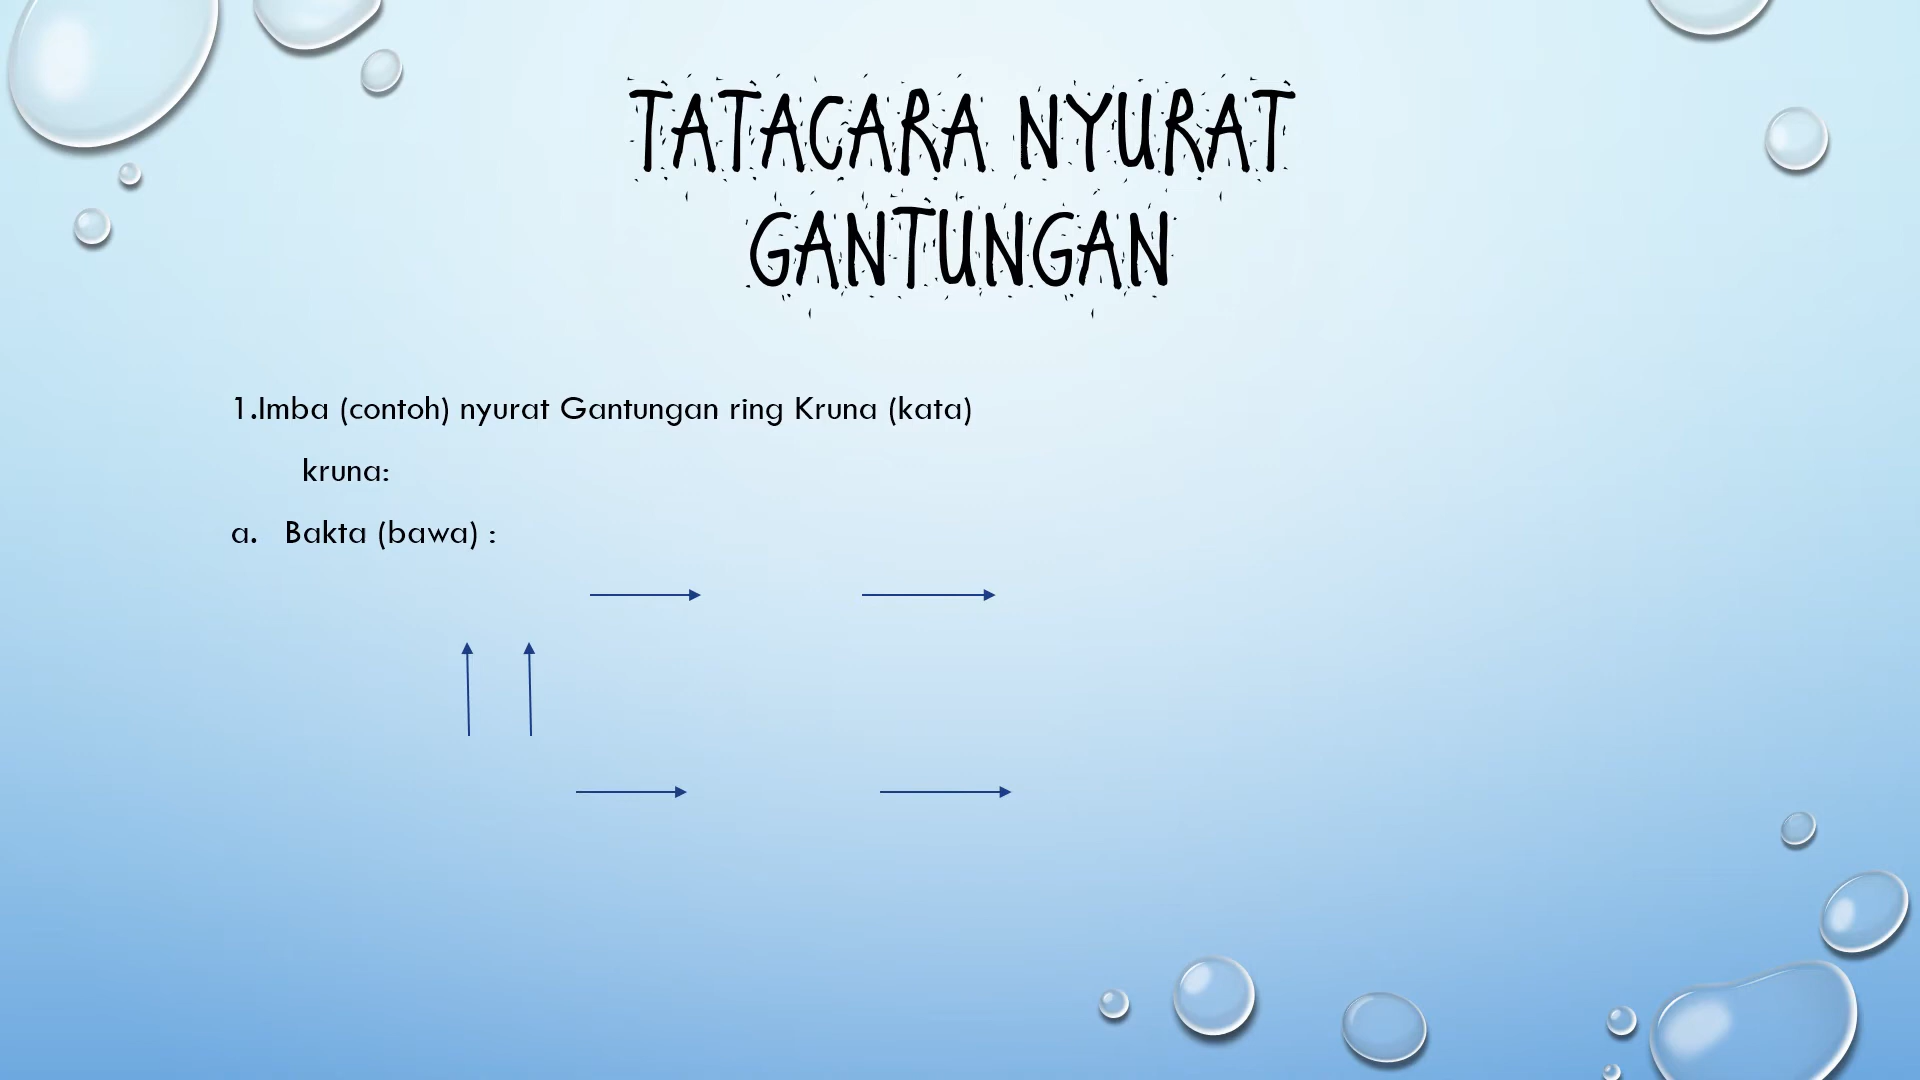 TATACARA NYURAT
GANTUNGAN
1.Imba (contoh) nyurat Gantungan ring Kruna (kata)
kruna:
a. Bakta (bawa) :